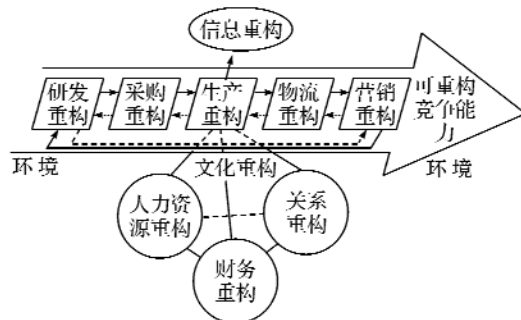 信息重构
研发
重构
采购
重构
生产
重构
物流
重构
营销
重构
可重构
竞争能
力
环 境
文化重构
环 境
人力资
源重构
关系
重构
财务
重构